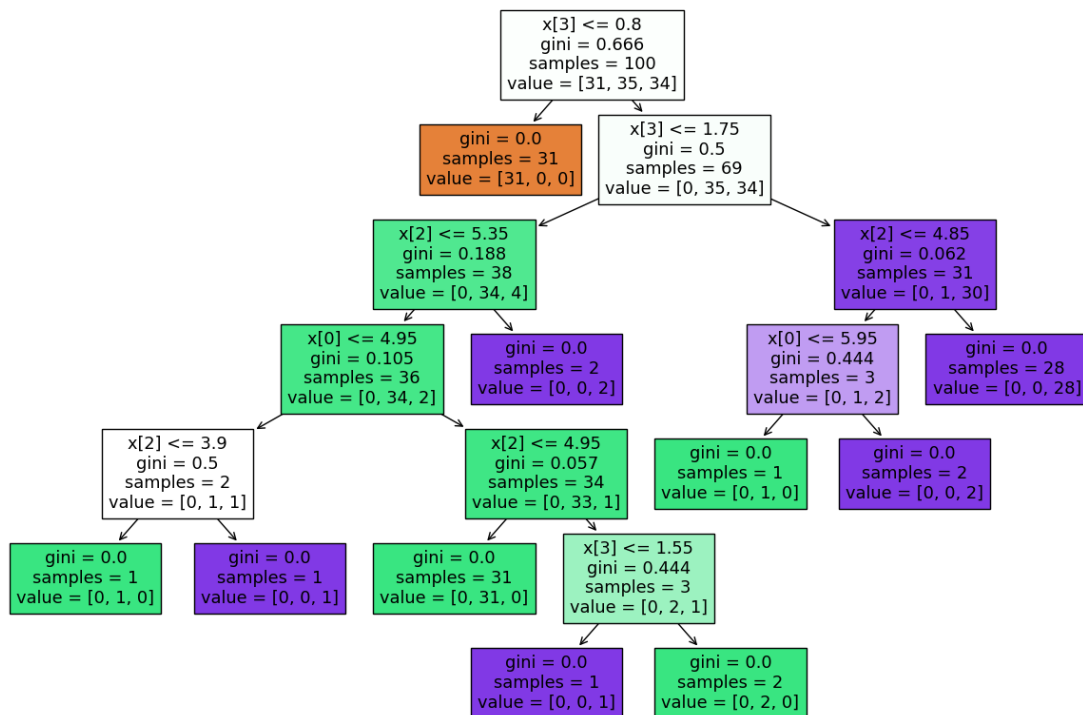 x[3] <= 0.8
gini = 0.666
samples = 100
value = [31, 35, 34]
gini = 0.0
samples = 31
value = [31, 0, 0]
x[3] <= 1.75
gini = 0.5
samples = 69
value = [0, 35, 34]
x[2] <= 5.35
gini = 0.188
samples = 38
value = [0, 34, 4]
x[2] <= 4.85
gini = 0.062
samples = 31
value = [0, 1, 30]
x[0] <= 4.95
gini = 0.105
samples = 36
value = [0, 34, 2]
gini = 0.0
samples = 2
value = [0, 0, 2]
x[0] <= 5.95
gini = 0.444
samples = 3
value = [0, 1, 2]
gini = 0.0
samples = 28
value = [0, 0, 28]
x[2] <= 3.9
gini = 0.5
samples = 2
value = [0, 1, 1]
x[2] <= 4.95
gini = 0.057
samples = 34
value = [0, 33, 1]
gini = 0.0
samples = 1
value = [0, 1, 0]
gini = 0.0
samples = 2
value = [0, 0, 2]
gini = 0.0
samples = 1
value = [0, 1, 0]
gini = 0.0
samples = 1
value = [0, 0, 1]
gini = 0.0
samples = 31
value = [0, 31, 0]
x[3] <= 1.55
gini = 0.444
samples = 3
value = [0, 2, 1]
gini = 0.0
samples = 1
value = [0, 0, 1]
gini = 0.0
samples = 2
value = [0, 2, 0]